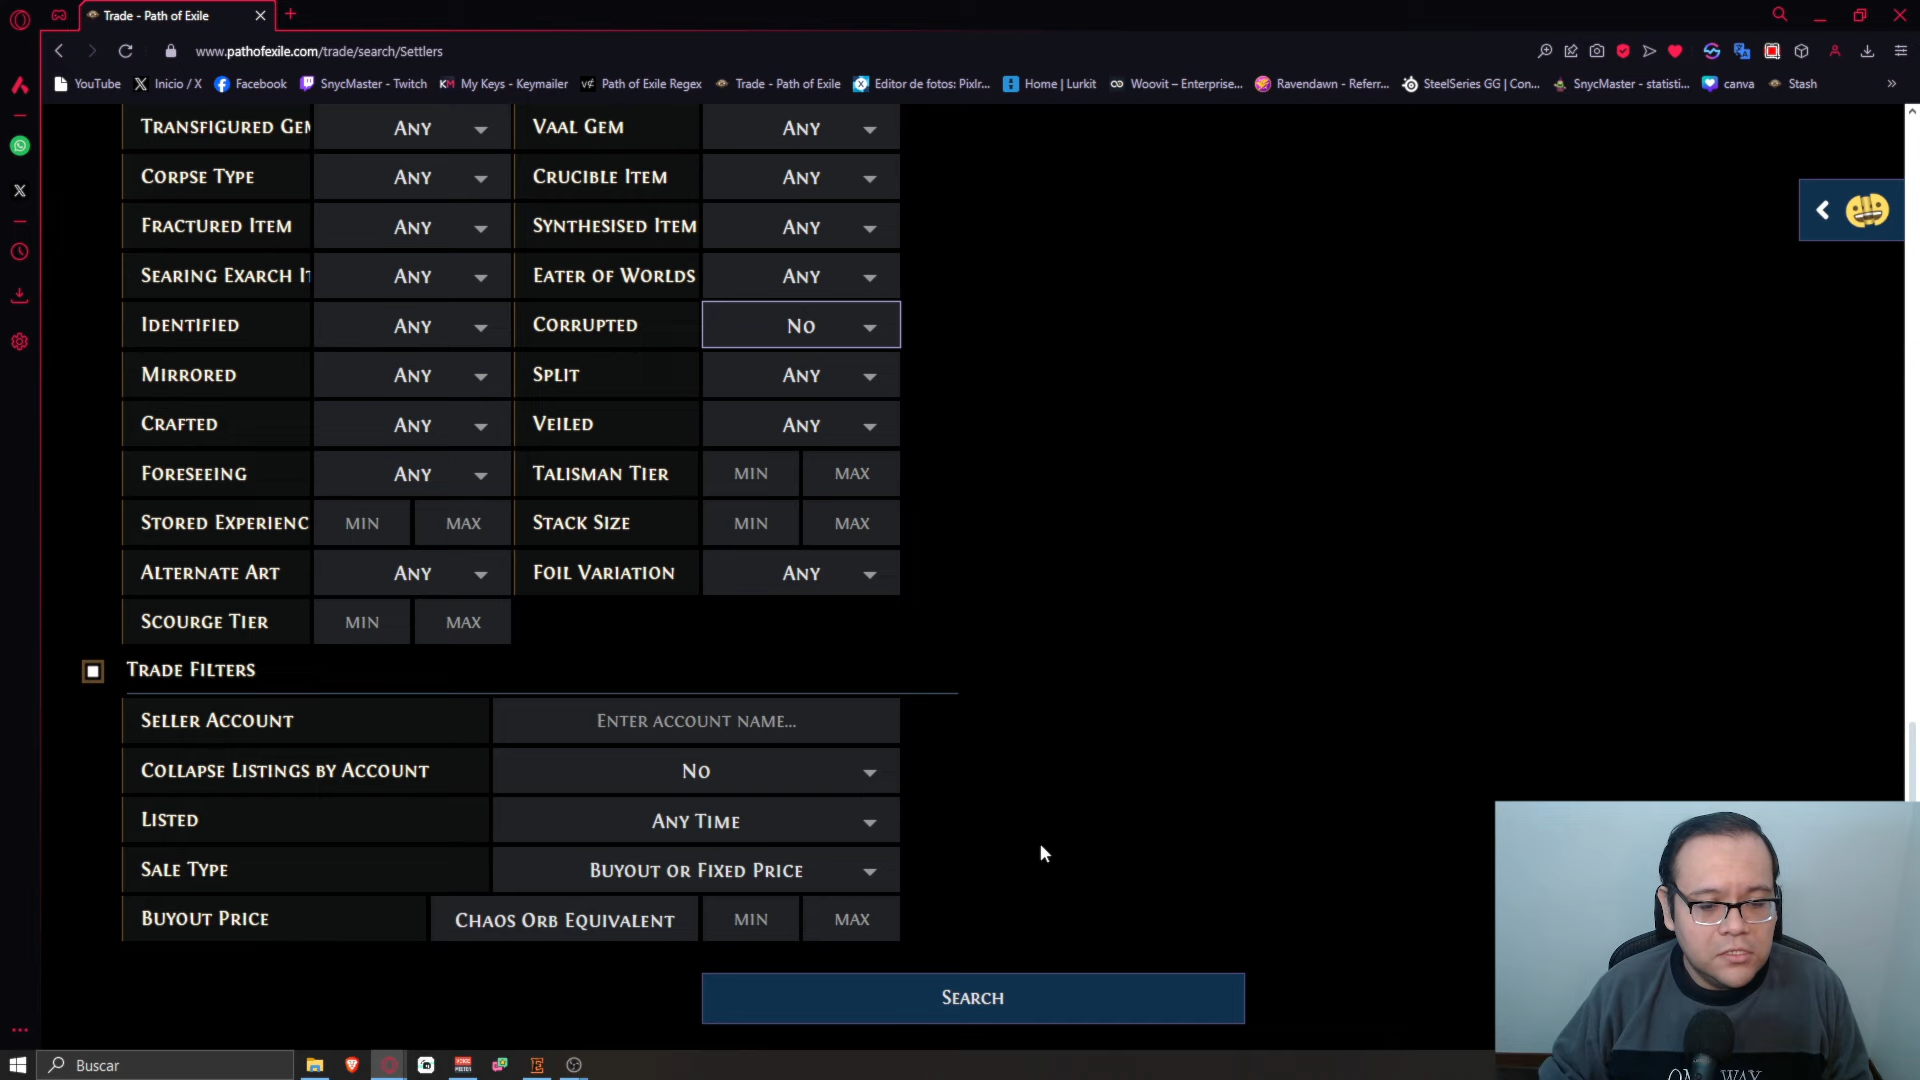 Trade - Path of Exile
www.pathofexile.com/trade/search/Settlers
YouTube Inicio / X Facebook SnycMaster - Twitch KM My Keys - Keymailer Path of Exile Regex Trade - Path of Exile Editor de fotos: Pixlr... Home | Lurkit Woovit – Enterprise... Ravendawn - Referr... SteelSeries GG | Con... SnycMaster - statisti... canva Stash »
Transfigured Gem Any Vaal Gem Any
Corpse Type Any Crucible Item Any
Fractured Item Any Synthesised Item Any
Searing Exarch It Any Eater of Worlds Any
Identified Any Corrupted No
Mirrored Any Split Any
Crafted Any Veiled Any
Foreseeing Any Talisman Tier MIN MAX
Stored Experienc MIN MAX Stack Size MIN MAX
Alternate Art Any Foil Variation Any
Scourge Tier MIN MAX
Trade Filters
Seller Account Enter account name...
Collapse Listings by Account No
Listed Any Time
Sale Type Buyout or Fixed Price
Buyout Price Chaos Orb Equivalent MIN MAX
Search
Buscar